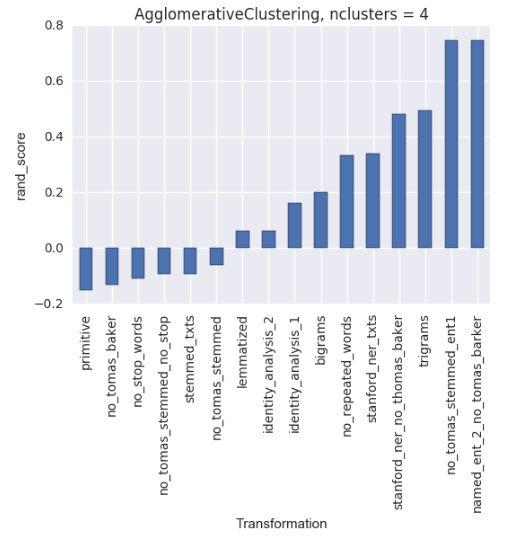 AgglomerativeClustering, nclusters = 4
0.8
0.6
0.4
0.2
0.0
−0.2
rand_score
primitive
no_tomas_baker
no_stop_words
no_tomas_stemmed_no_stop
stemmed_txts
no_tomas_stemmed
lemmatized
identity_analysis_2
identity_analysis_1
bigrams
no_repeated_words
stanford_ner_txts
stanford_ner_no_thomas_baker
trigrams
no_tomas_stemmed_ent1
named_ent_2_no_tomas_barker
Transformation